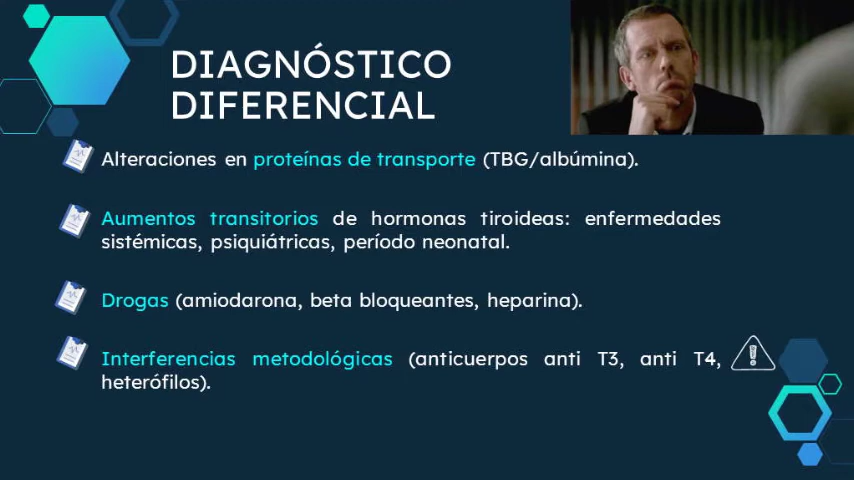 DIAGNÓSTICO
DIFERENCIAL
Alteraciones en proteínas de transporte (TBG/albúmina).
Aumentos transitorios de hormonas tiroideas: enfermedades
sistémicas, psiquiátricas, período neonatal.
Drogas (amiodarona, beta bloqueantes, heparina).
Interferencias metodológicas (anticuerpos anti T3, anti T4,
heterófilos).